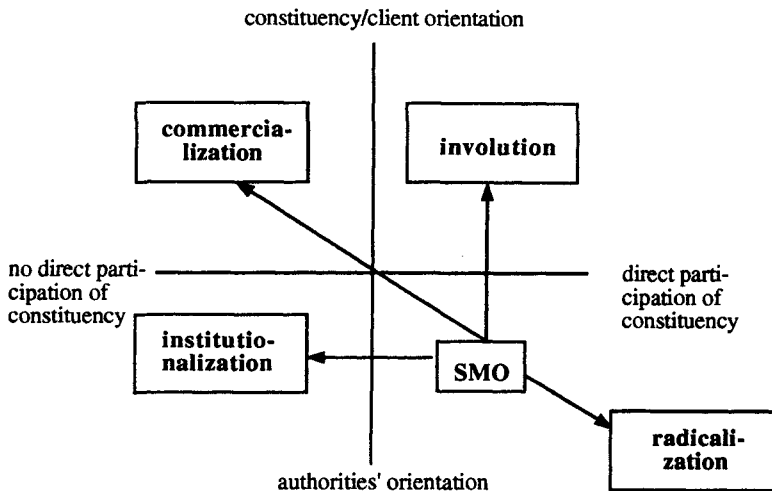 constituency/client orientation
commercia-
lization
involution
no direct parti-
cipation of
constituency
direct parti-
cipation of
constituency
institutio-
nalization
SMO
radicali-
zation
authorities' orientation